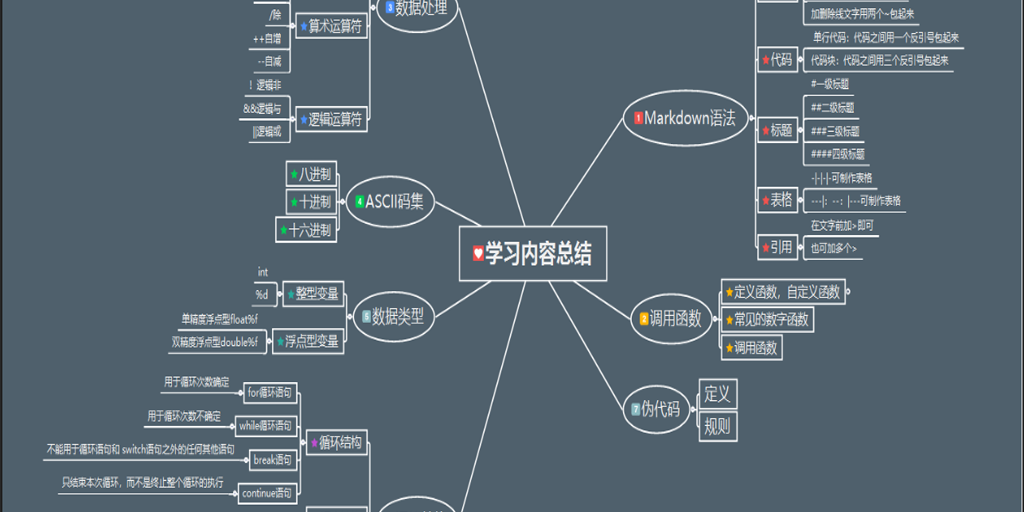 学习内容总结
1 Markdown语法
加删除线文字用两个~包起来
代码
单行代码：代码之间用一个反引号包起来
代码块：代码之间用三个反引号包起来
标题
#一级标题
##二级标题
###三级标题
####四级标题
表格
-|-|-|-可制作表格
---|：--：|---可制作表格
引用
在文字前加>即可
也可加多个>
2 调用函数
定义函数，自定义函数
常见的数字函数
调用函数
7 伪代码
定义
规则
3 数据处理
算术运算符
/除
++自增
--自减
逻辑运算符
！逻辑非
&&逻辑与
||逻辑或
4 ASCII码集
八进制
十进制
十六进制
5 数据类型
整型变量
int
%d
浮点型变量
单精度浮点型float%f
双精度浮点型double%f
循环结构
for循环语句
用于循环次数确定
while循环语句
用于循环次数不确定
break语句
不能用于循环语句和 switch语句之外的任何其他语句
continue语句
只结束本次循环，而不是终止整个循环的执行